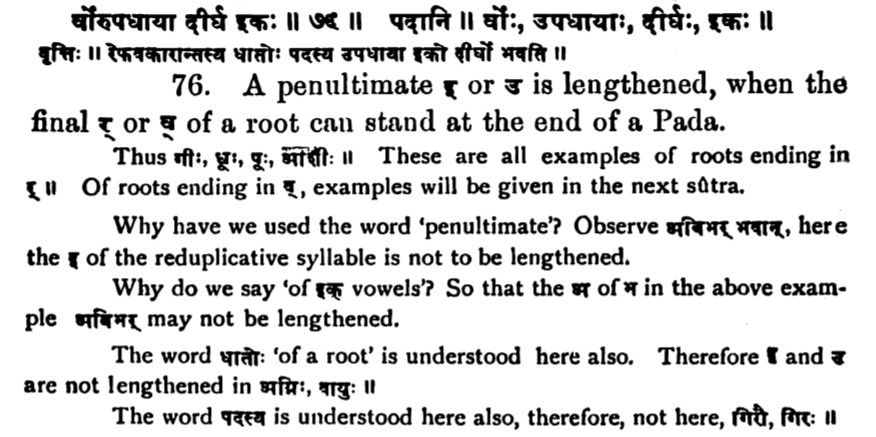 र्वोरुपधाया दीर्घ इकः ॥ ७६ ॥ पदानि ॥ र्वोः, उपधायाः, दीर्घः, इकः ॥
वृत्तिः ॥ रेफवकारान्तस्य धातोः पदस्य उपधाया इको दीर्घो भवति ॥
76. A penultimate इ or उ is lengthened, when the
final र् or व् of a root can stand at the end of a Pada.
Thus गीः, धूः, पूः, आशीः ॥ These are all examples of roots ending in
र् ॥ Of roots ending in व्, examples will be given in the next sûtra.
Why have we used the word 'penultimate'? Observe अबिभर् भवान्, here
the इ of the reduplicative syllable is not to be lengthened.
Why do we say 'of इक् vowels'? So that the अ of भ in the above exam-
ple अबिभर् may not be lengthened.
The word धातोः 'of a root' is understood here also. Therefore इ and उ
are not lengthened in अग्निः, वायुः ॥
The word पदस्य is understood here also, therefore, not here, गिरौ, गिरः ॥